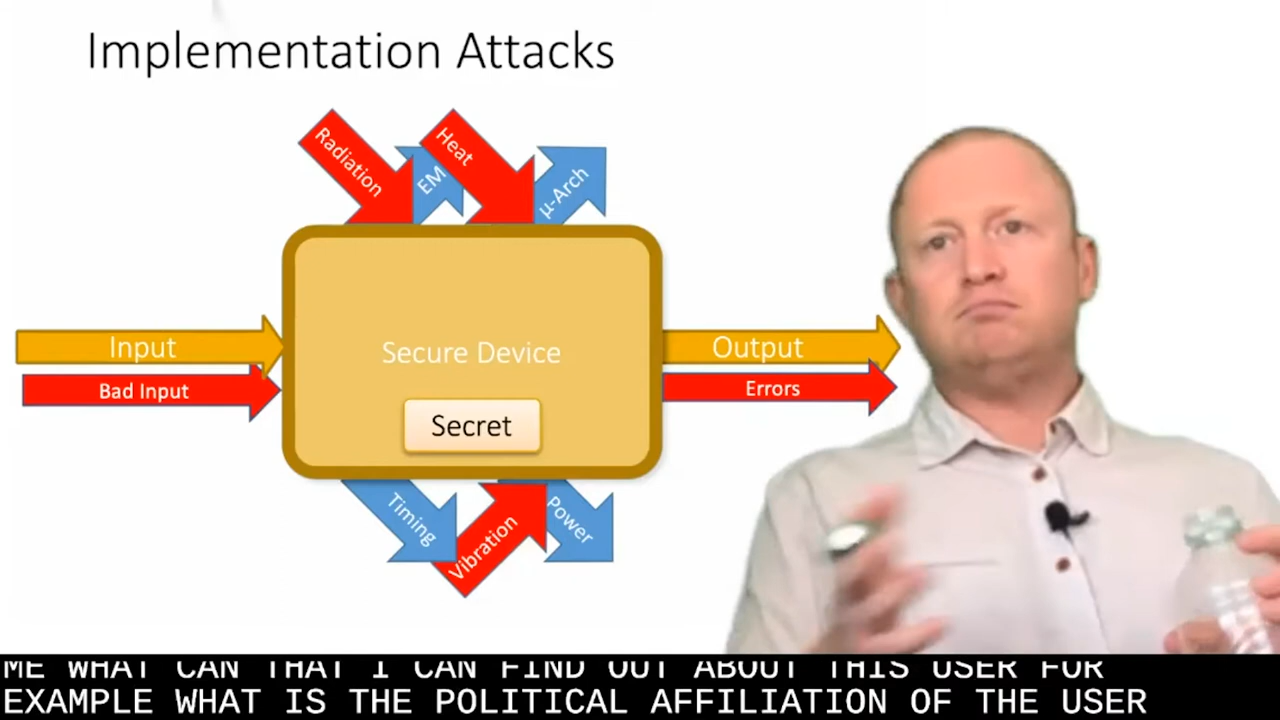 Implementation Attacks
Radiation
EM
Heat
μ-Arch
Input
Bad Input
Secure Device
Secret
Output
Errors
Timing
Vibration
Power
ME WHAT CAN THAT I CAN FIND OUT ABOUT THIS USER FOR
EXAMPLE WHAT IS THE POLITICAL AFFILIATION OF THE USER